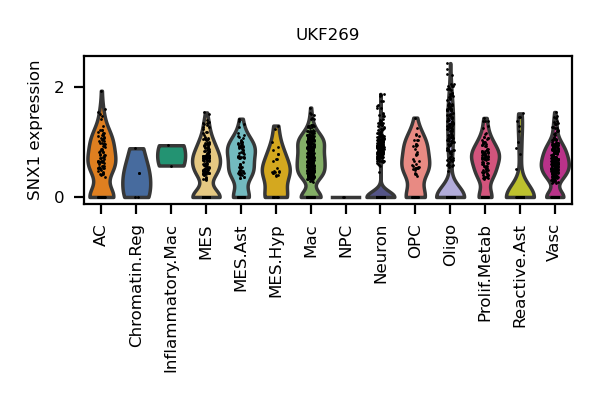 UKF269
SNX1 expression
2
0
AC
Chromatin.Reg
Inflammatory.Mac
MES
MES.Ast
MES.Hyp
Mac
NPC
Neuron
OPC
Oligo
Prolif.Metab
Reactive.Ast
Vasc